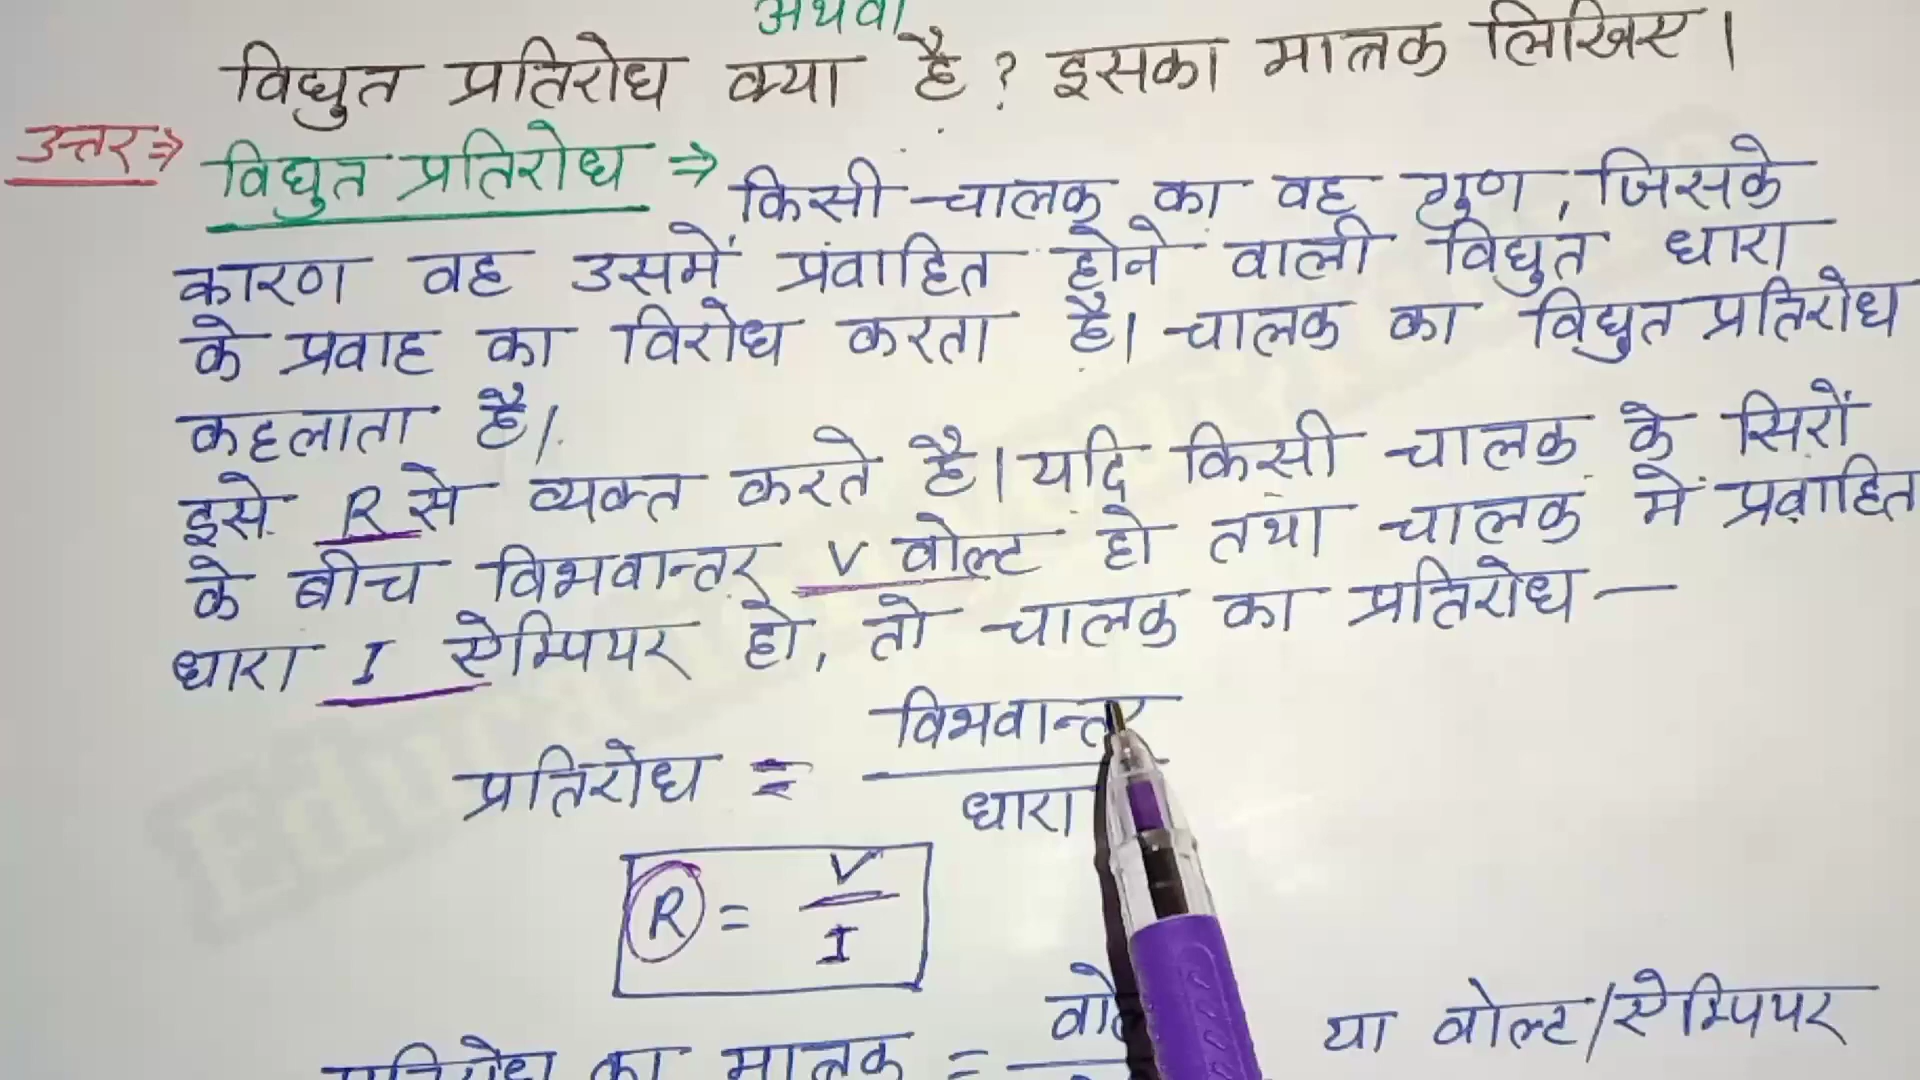 अथवा
विद्युत प्रतिरोध क्या है? इसका मात्रक लिखिए।
उत्तर⇒ विद्युत प्रतिरोध ⇒ किसी चालक का वह गुण, जिसके
कारण वह उसमें प्रवाहित होने वाली विद्युत धारा
के प्रवाह का विरोध करता है। चालक का विद्युत प्रतिरोध
कहलाता है।
इसे R से व्यक्त करते है। यदि किसी चालक के सिरों
के बीच विभवान्तर V वोल्ट हो तथा चालक में प्रवाहित
धारा I ऐम्पियर हो, तो चालक का प्रतिरोध —
प्रतिरोध = विभवान्तर
धारा
R = V
I
प्रतिरोध का मात्रक = या वोल्ट/ऐम्पियर